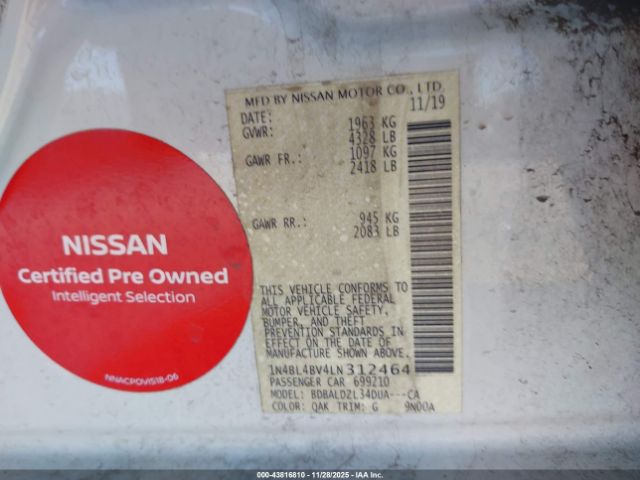 MFD BY NISSAN MOTOR CO., LTD.
DATE: 11/19
GVWR: 1963 KG
4328 LB
GAWR FR.: 1097 KG
2418 LB
GAWR RR.: 945 KG
2083 LB
THIS VEHICLE CONFORMS TO
ALL APPLICABLE FEDERAL
MOTOR VEHICLE SAFETY,
BUMPER, AND THEFT
PREVENTION STANDARDS IN
EFFECT ON THE DATE OF
MANUFACTURE SHOWN ABOVE.
1N4BL4BV4LN312464
PASSENGER CAR 699210
MODEL: BDBALDZL34DUA---CA
COLOR: QAK TRIM: G 9N00A
NISSAN
Certified Pre Owned
Intelligent Selection
NNACPOVIS18-06
000-43816810 | 11/28/2025 - IAA Inc.